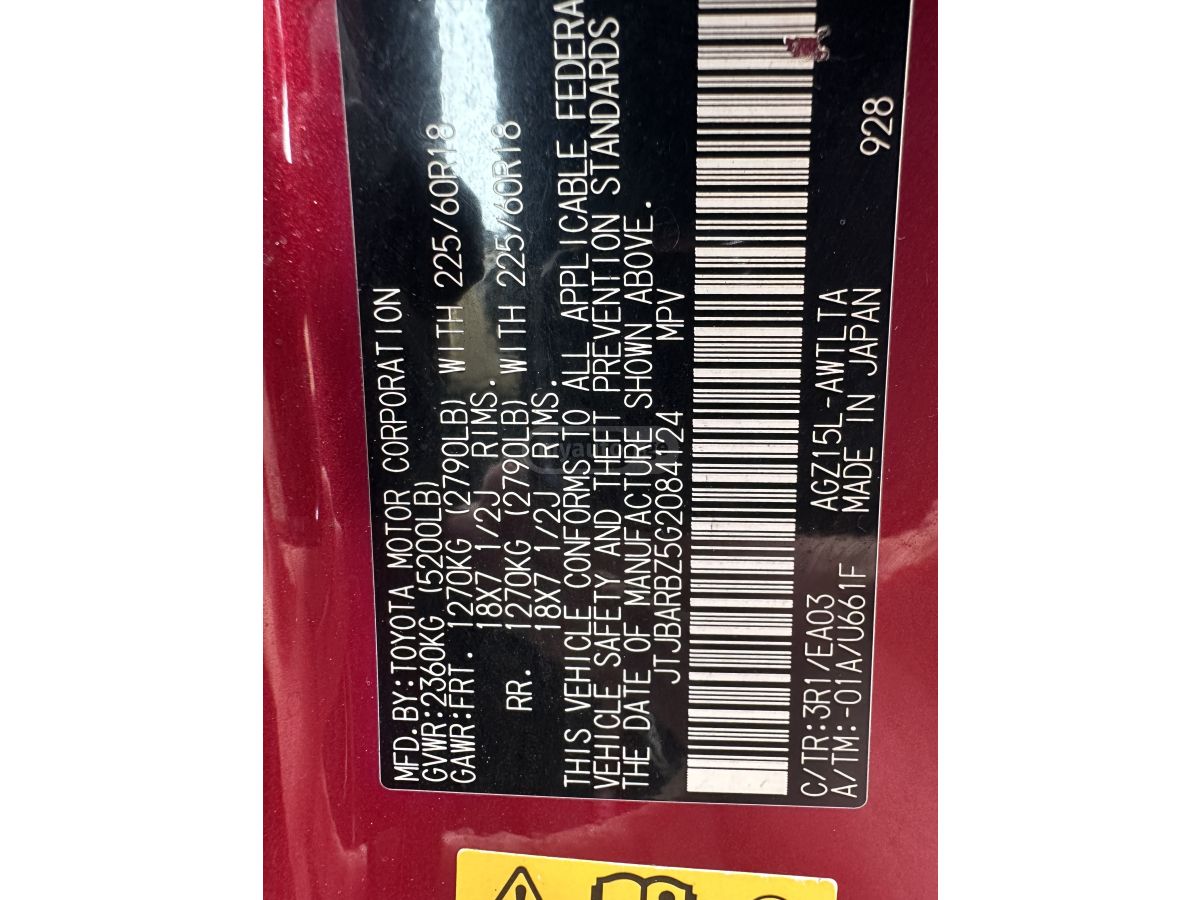 MFD.BY:TOYOTA MOTOR CORPORATION
GVWR:2360KG (5200LB)
GAWR:FRT. 1270KG (2790LB) WITH 225/60R18
18X7 1/2J RIMS.
RR. 1270KG (2790LB) WITH 225/60R18
18X7 1/2J RIMS.
THIS VEHICLE CONFORMS TO ALL APPLICABLE FEDERA
VEHICLE SAFETY AND THEFT PREVENTION STANDARDS
THE DATE OF MANUFACTURE SHOWN ABOVE.
JTJBARBZ5G2084124 MPV
C/TR:3R1/EA03 AGZ15L-AWTLTA
A/TM:-01A/U661F MADE IN JAPAN
928